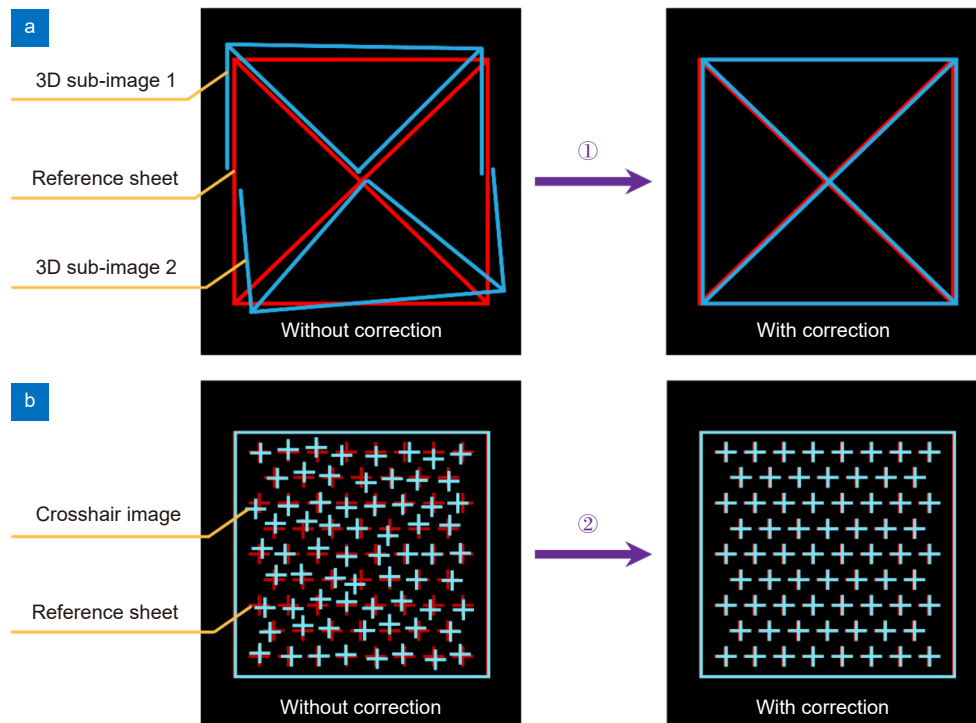 a
3D sub-image 1
Reference sheet
3D sub-image 2
Without correction
①
With correction
b
Crosshair image
Reference sheet
Without correction
②
With correction